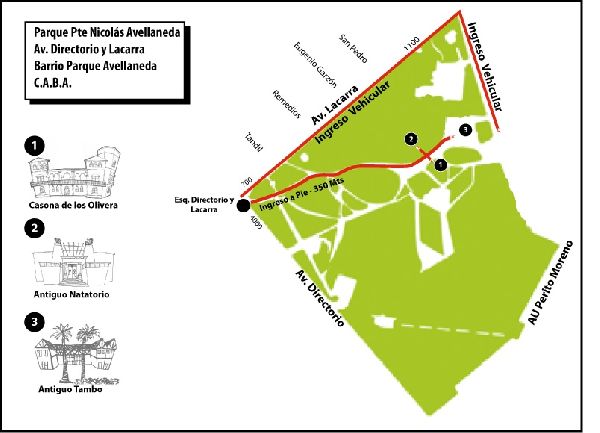 Parque Pte Nicolás Avellaneda
Av. Directorio y Lacarra
Barrio Parque Avellaneda
C.A.B.A.
1
Casona de los Olivera
2
Antiguo Natatorio
3
Antiguo Tambo
San Pedro
Eugenio Garzón
Remedios
Tandil
1100
Av. Lacarra
Ingreso Vehicular
Ingreso Vehicular
2
3
1
700
Ingreso a Pie - 350 Mts
Esq. Directorio y
Lacarra
4000
Av. Directorio
AU Perito Moreno